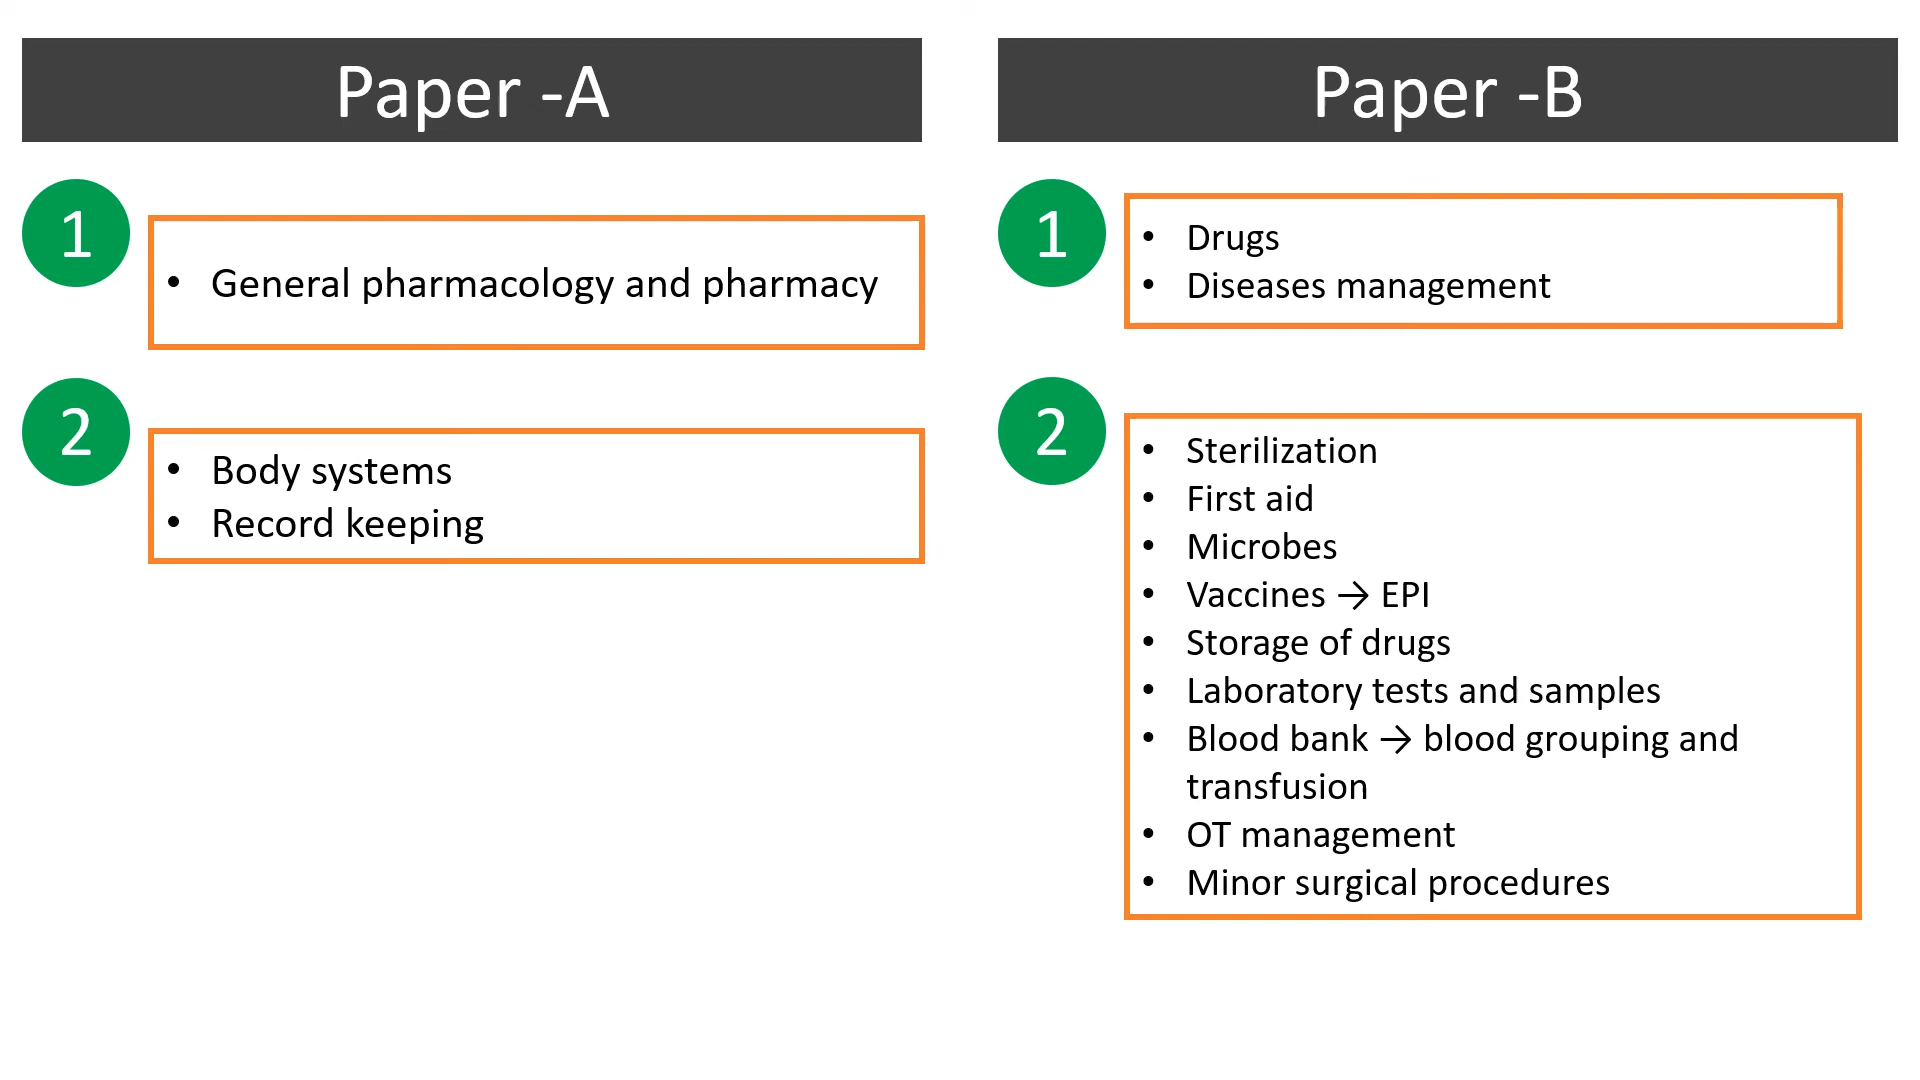 Paper -A
1
• General pharmacology and pharmacy
2
• Body systems
• Record keeping
Paper -B
1
• Drugs
• Diseases management
2
• Sterilization
• First aid
• Microbes
• Vaccines → EPI
• Storage of drugs
• Laboratory tests and samples
• Blood bank → blood grouping and
transfusion
• OT management
• Minor surgical procedures